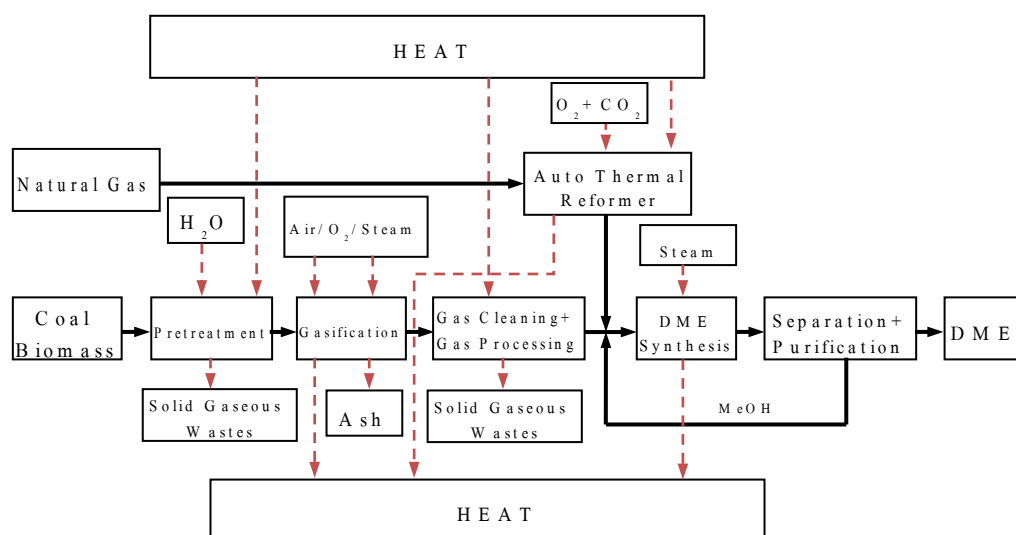 HEAT
O₂+ CO₂
Natural Gas
Auto Thermal
Reformer
H₂O
Air/ O₂/ Steam
Steam
Coal
Biomass
Pretreatment
Gasification
Gas Cleaning+
Gas Processing
DME
Synthesis
Separation+
Purification
DME
Solid Gaseous
Wastes
Ash
Solid Gaseous
Wastes
MeOH
HEAT